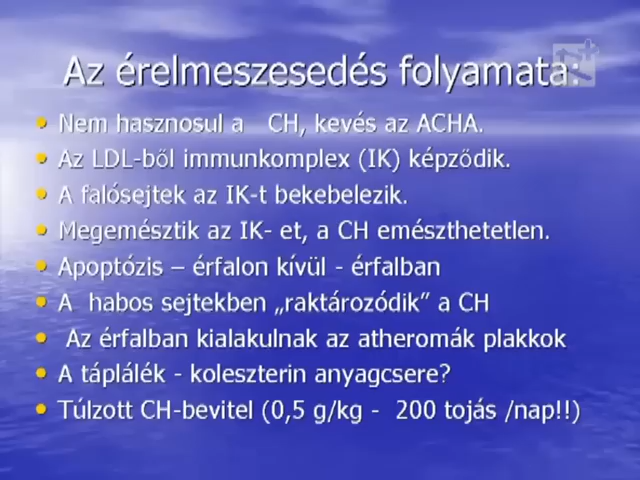 Az érelmeszesedés folyamata:
• Nem hasznosul a CH, kevés az ACHA.
• Az LDL-ből immunkomplex (IK) képződik.
• A falósejtek az IK-t bekebelezik.
• Megemésztik az IK- et, a CH emészthetetlen.
• Apoptózis – érfalon kívül - érfalban
• A habos sejtekben „raktározódik” a CH
• Az érfalban kialakulnak az atheromák plakkok
• A táplálék - koleszterin anyagcsere?
• Túlzott CH-bevitel (0,5 g/kg - 200 tojás /nap!!)